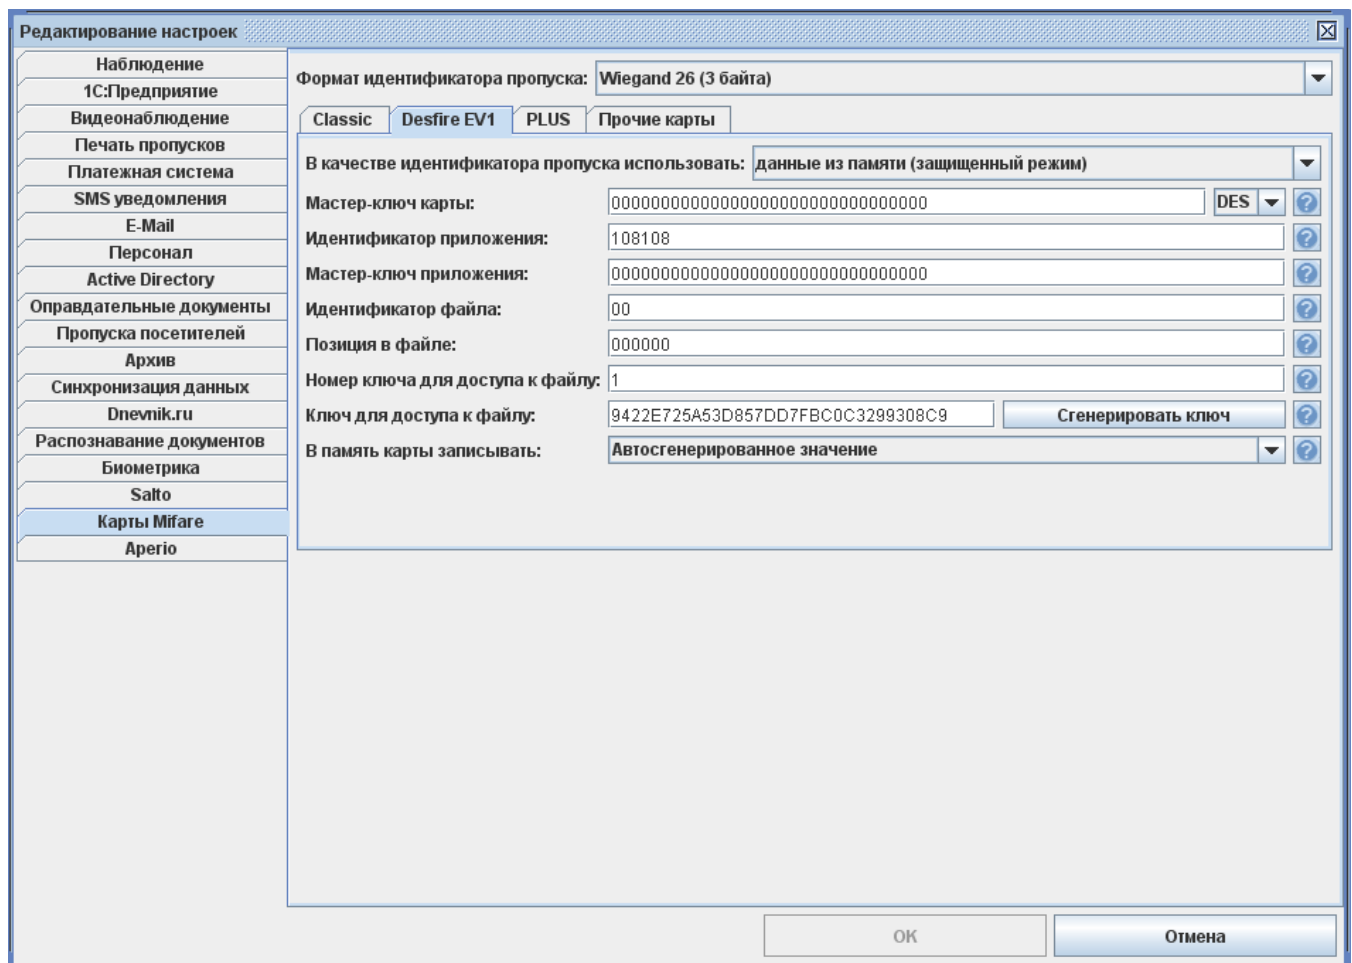 Редактирование настроек
Наблюдение
1С:Предприятие
Видеонаблюдение
Печать пропусков
Платежная система
SMS уведомления
E-Mail
Персонал
Active Directory
Оправдательные документы
Пропуска посетителей
Архив
Синхронизация данных
Dnevnik.ru
Распознавание документов
Биометрика
Salto
Карты Mifare
Aperio
Формат идентификатора пропуска: Wiegand 26 (3 байта)
Classic Desfire EV1 PLUS Прочие карты
В качестве идентификатора пропуска использовать: данные из памяти (защищенный режим)
Мастер-ключ карты: 00000000000000000000000000000000 DES ?
Идентификатор приложения: 108108 ?
Мастер-ключ приложения: 00000000000000000000000000000000 ?
Идентификатор файла: 00 ?
Позиция в файле: 000000 ?
Номер ключа для доступа к файлу: 1 ?
Ключ для доступа к файлу: 9422E725A53D857DD7FBC0C3299308C9 Сгенерировать ключ ?
В память карты записывать: Автосгенерированное значение ?
ОК Отмена